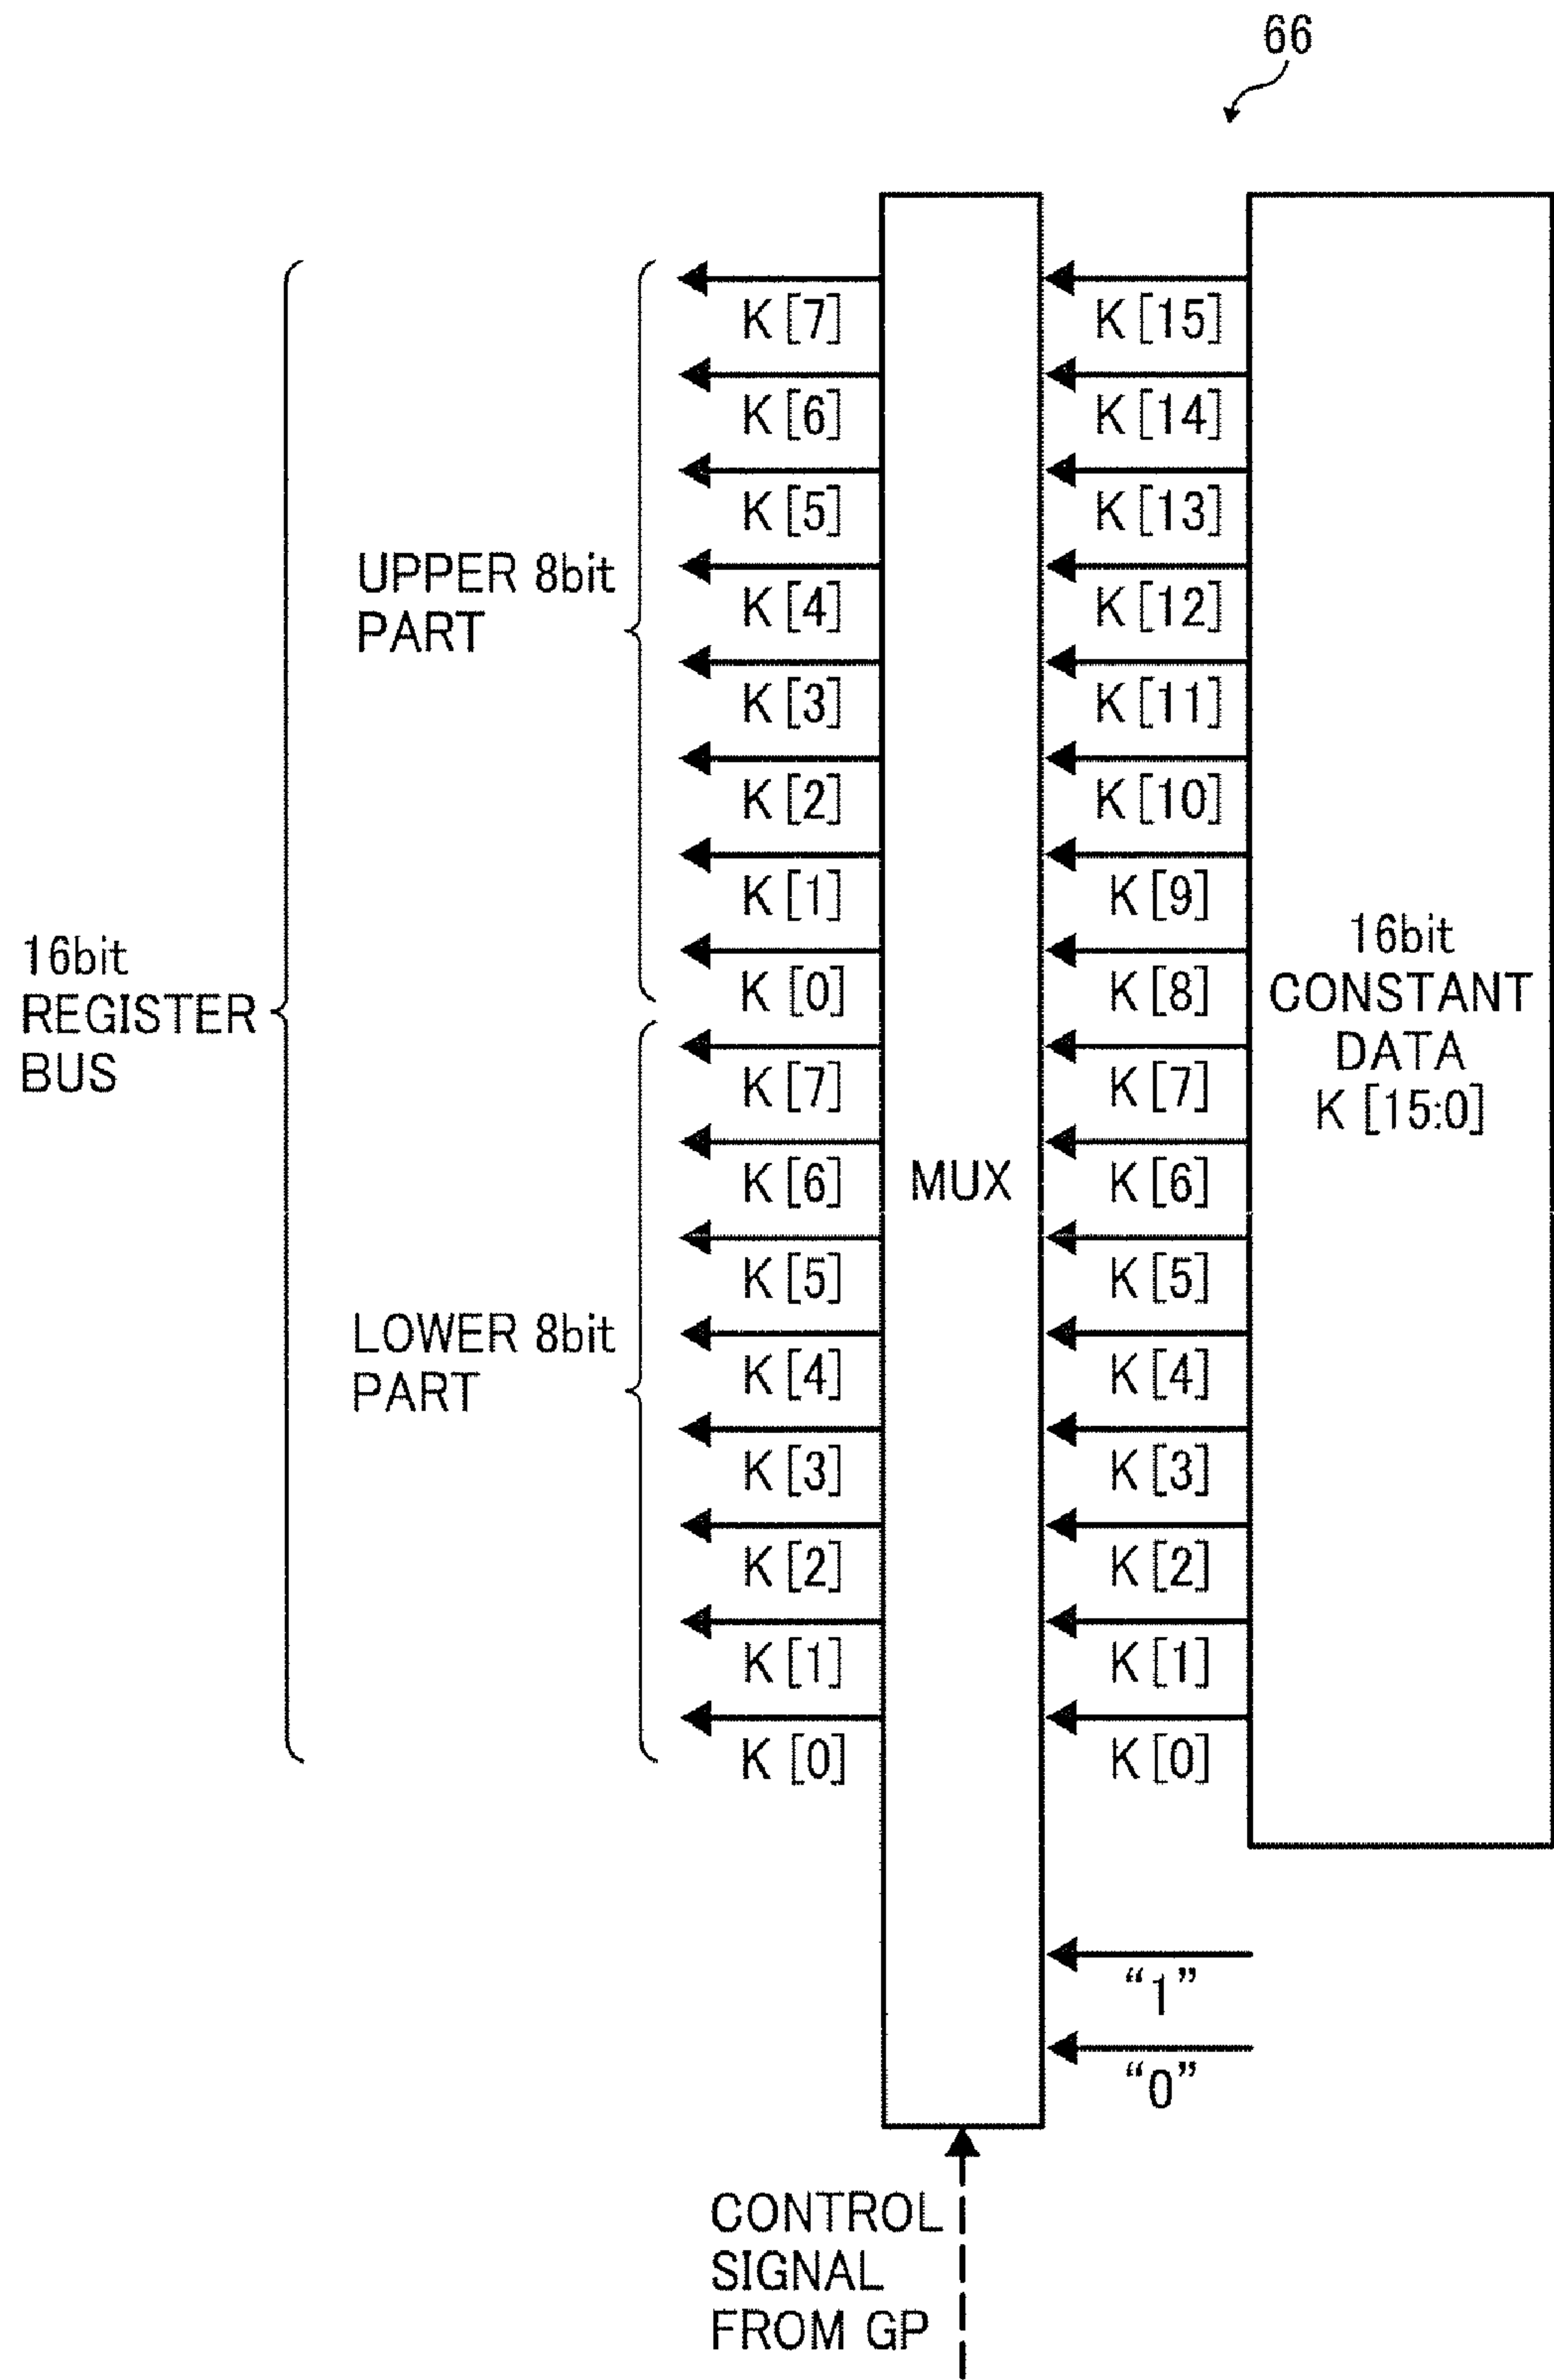 66
K [7]
K [15]
K [6]
K [14]
K [5]
K [13]
UPPER 8bit
PART
K [4]
K [12]
K [3]
K [11]
K [2]
K [10]
K [1]
K [9]
K [0]
K [8]
16bit
REGISTER
BUS
16bit
CONSTANT
DATA
K [15:0]
K [7]
K [7]
K [6]
MUX
K [6]
K [5]
K [5]
LOWER 8bit
PART
K [4]
K [4]
K [3]
K [3]
K [2]
K [2]
K [1]
K [1]
K [0]
K [0]
“1”
“0”
CONTROL
SIGNAL
FROM GP